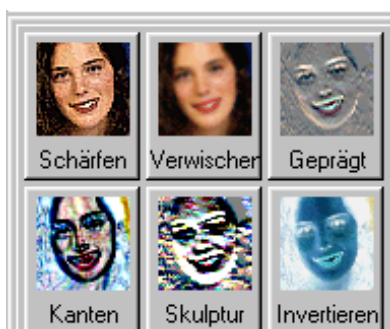 Schärfen Verwischen Geprägt
Kanten Skulptur Invertieren